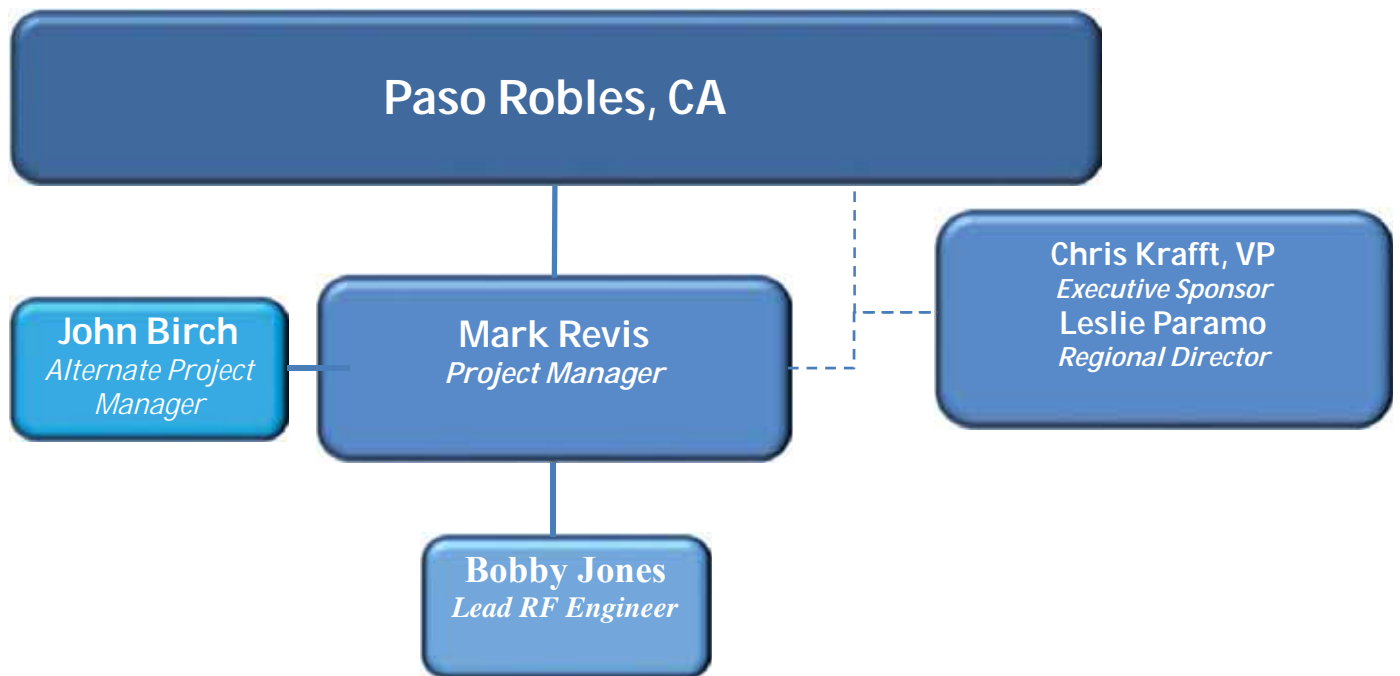 Paso Robles, CA
Chris Krafft, VP
Executive Sponsor
Leslie Paramo
Regional Director
John Birch
Alternate Project
Manager
Mark Revis
Project Manager
Bobby Jones
Lead RF Engineer